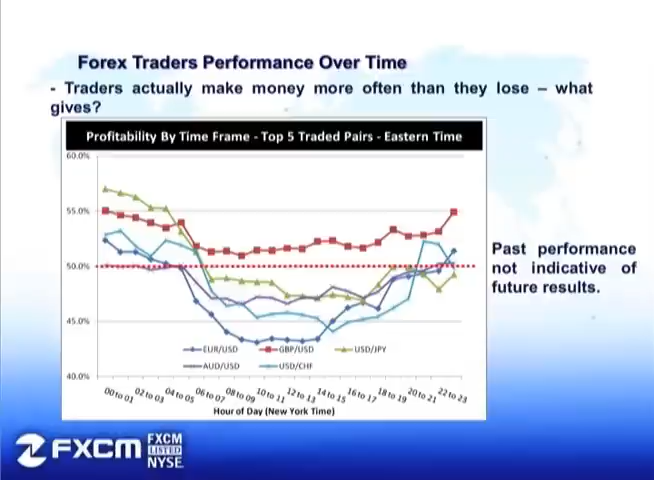 Forex Traders Performance Over Time
- Traders actually make money more often than they lose – what
gives?
Profitability By Time Frame - Top 5 Traded Pairs - Eastern Time
60.0%
55.0%
50.0%
45.0%
40.0%
EUR/USD
GBP/USD
USD/JPY
AUD/USD
USD/CHF
00 to 01
02 to 03
04 to 05
06 to 07
08 to 09
10 to 11
12 to 13
14 to 15
16 to 17
18 to 19
20 to 21
22 to 23
Hour of Day (New York Time)
Past performance
not indicative of
future results.
FXCM
FXCM
LISTED
NYSE